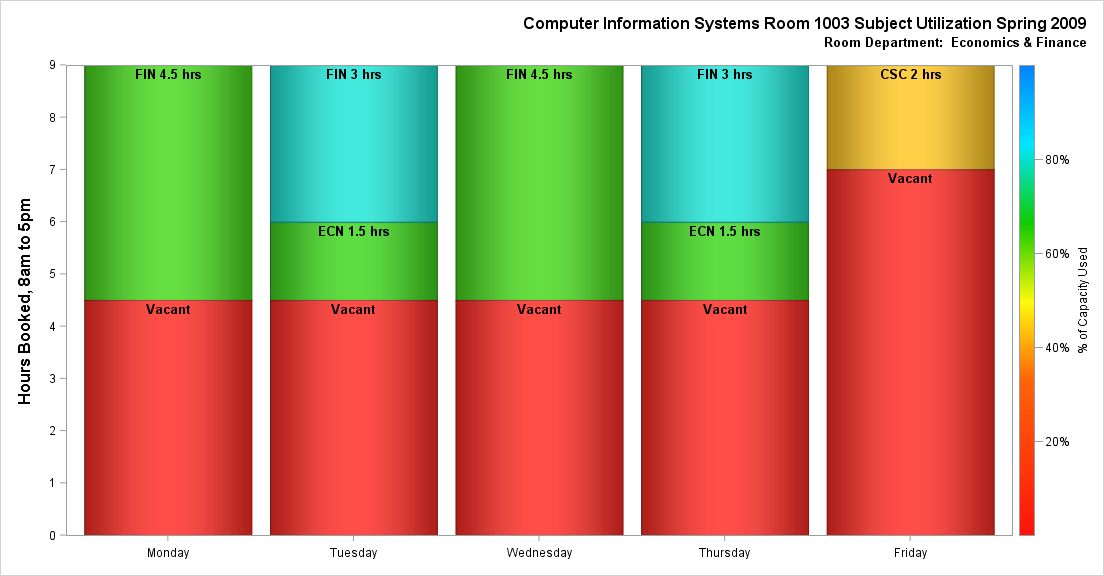 Computer Information Systems Room 1003 Subject Utilization Spring 2009
Room Department: Economics & Finance
Hours Booked, 8am to 5pm
9
8
7
6
5
4
3
2
1
0
FIN 4.5 hrs
Vacant
FIN 3 hrs
ECN 1.5 hrs
Vacant
FIN 4.5 hrs
Vacant
FIN 3 hrs
ECN 1.5 hrs
Vacant
CSC 2 hrs
Vacant
Monday
Tuesday
Wednesday
Thursday
Friday
80%
60%
40%
20%
% of Capacity Used